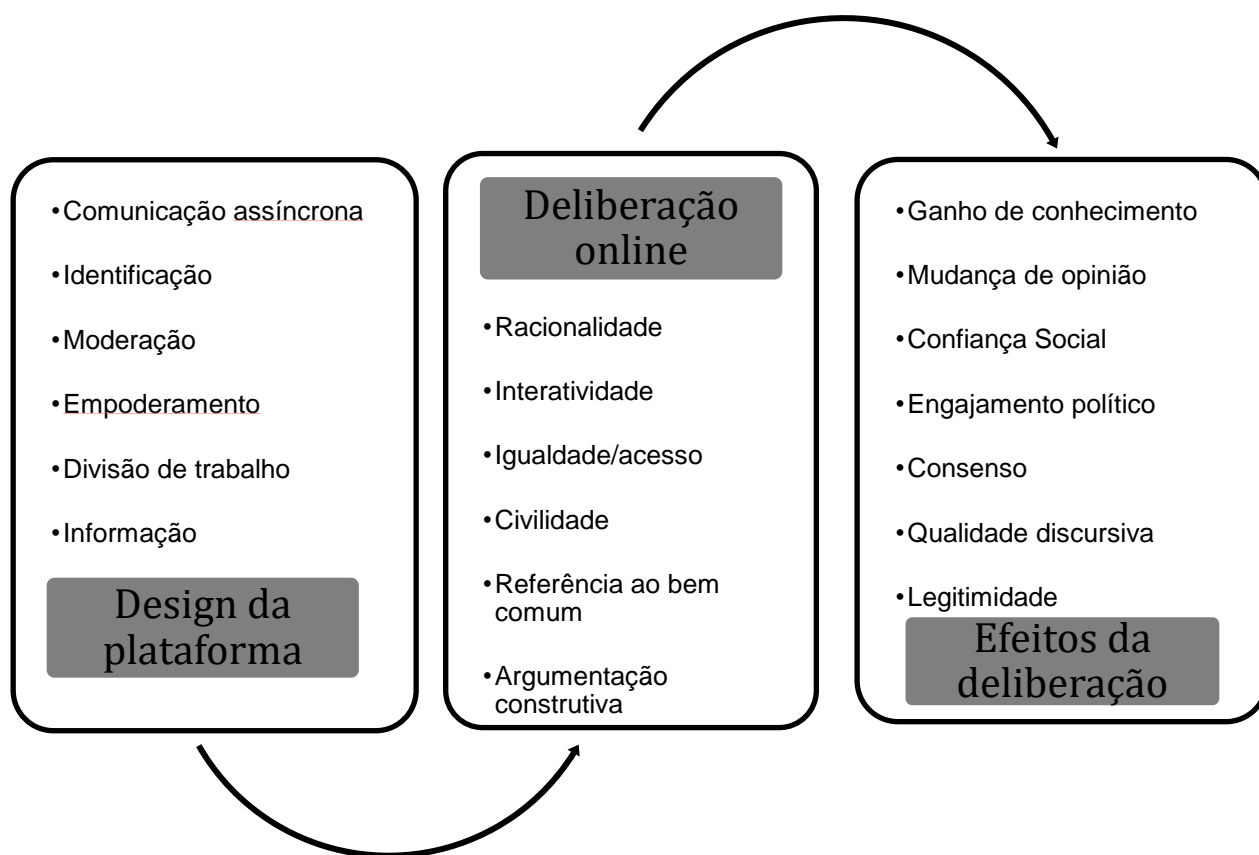 •Comunicação assíncrona
•Identificação
•Moderação
•Empoderamento
•Divisão de trabalho
•Informação
Design da
plataforma
Deliberação
online
•Racionalidade
•Interatividade
•Igualdade/acesso
•Civilidade
•Referência ao bem
comum
•Argumentação
construtiva
•Ganho de conhecimento
•Mudança de opinião
•Confiança Social
•Engajamento político
•Consenso
•Qualidade discursiva
•Legitimidade
Efeitos da
deliberação